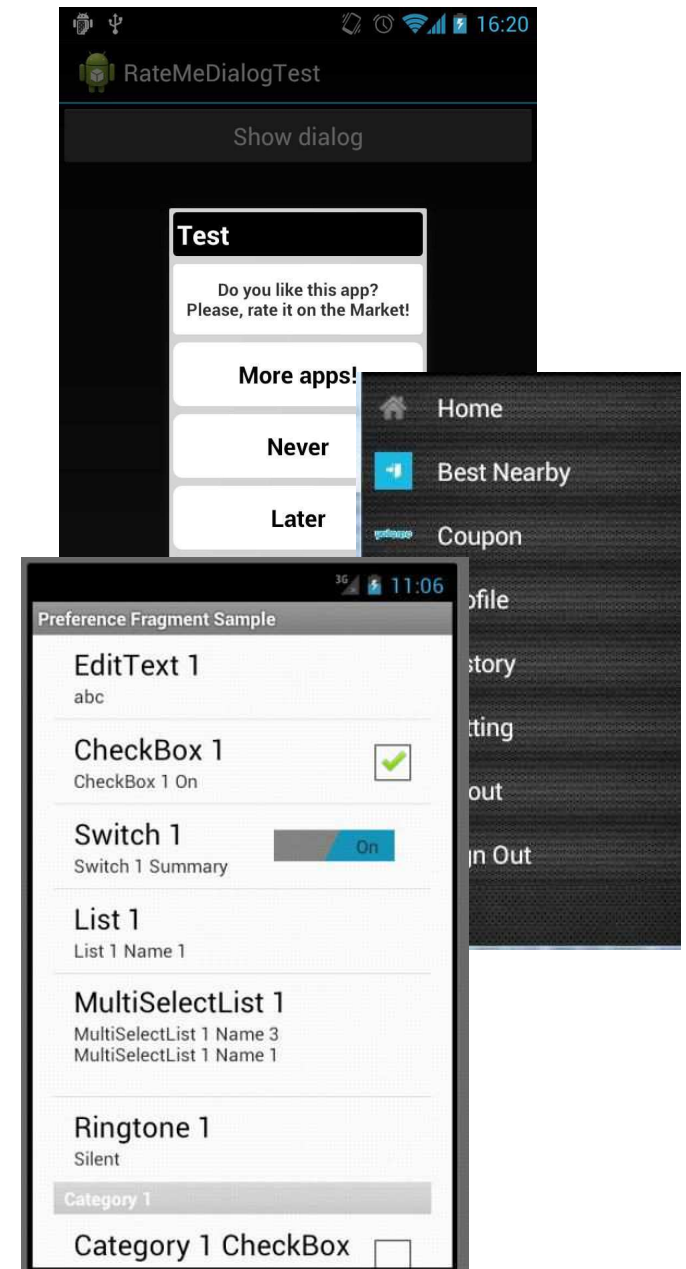 16:20
RateMeDialogTest
Show dialog
Test
Do you like this app?
Please, rate it on the Market!
More apps!
Never
Later
Home
Best Nearby
Coupon
ofile
story
tting
out
n Out
3G 11:06
Preference Fragment Sample
EditText 1
abc
CheckBox 1
CheckBox 1 On
Switch 1
On
Switch 1 Summary
List 1
List 1 Name 1
MultiSelectList 1
MultiSelectList 1 Name 3
MultiSelectList 1 Name 1
Ringtone 1
Silent
Category 1
Category 1 CheckBox